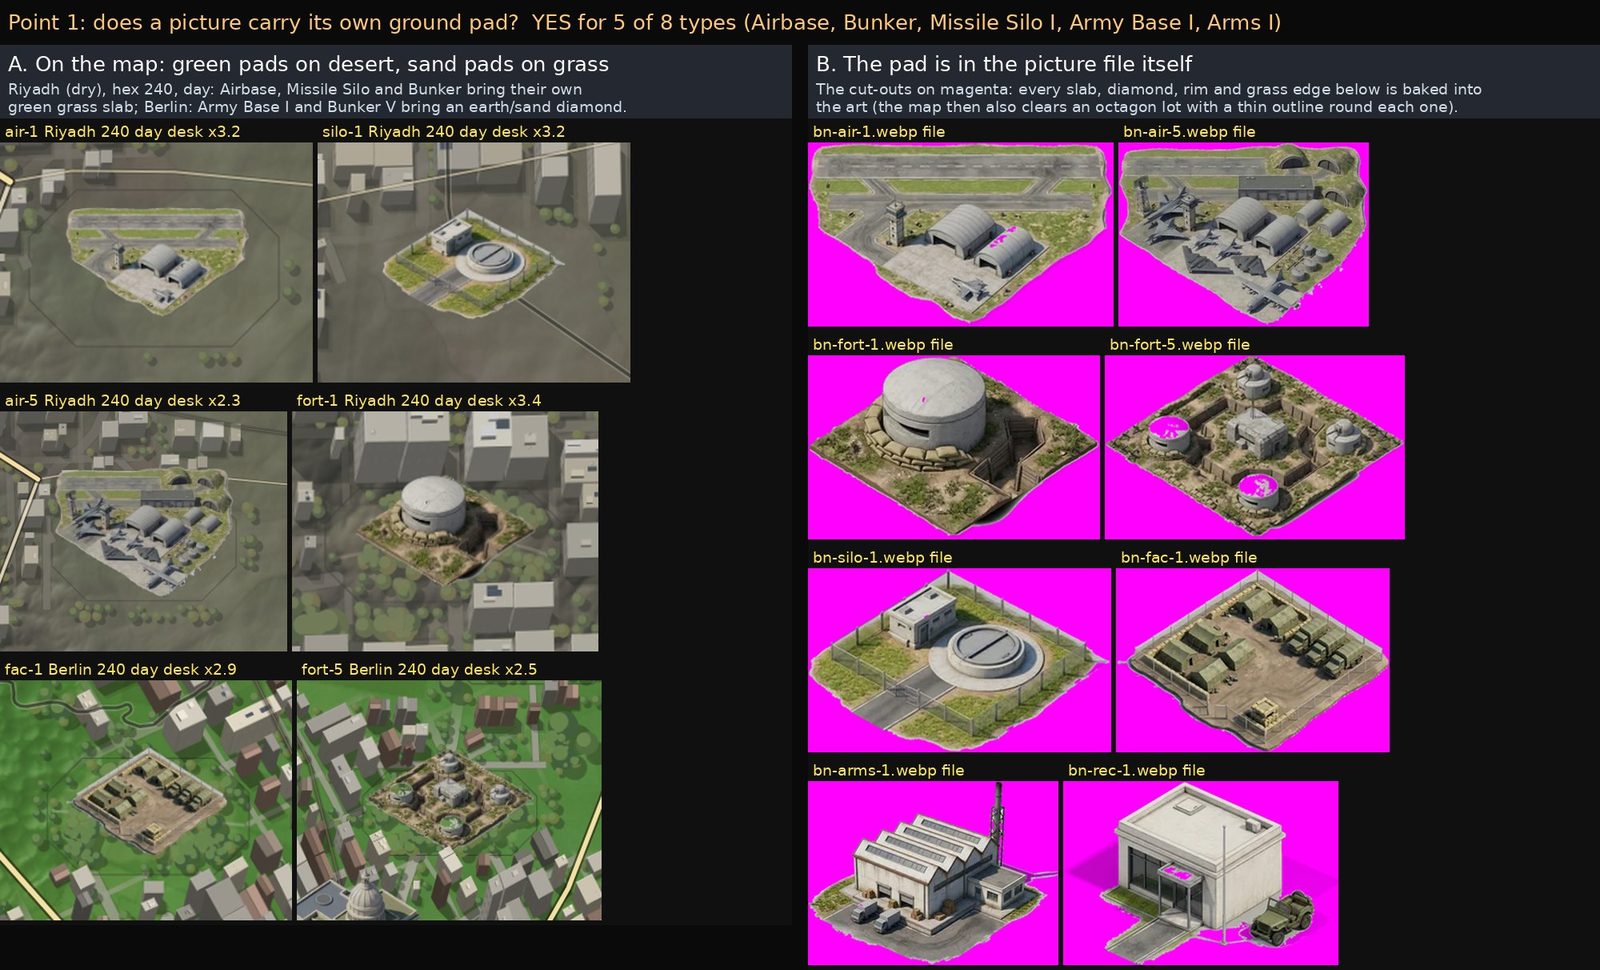 Point 1: does a picture carry its own ground pad?  YES for 5 of 8 types (Airbase, Bunker, Missile Silo I, Army Base I, Arms I)
A. On the map: green pads on desert, sand pads on grass
Riyadh (dry), hex 240, day: Airbase, Missile Silo and Bunker bring their own
green grass slab; Berlin: Army Base I and Bunker V bring an earth/sand diamond.
air-1 Riyadh 240 day desk x3.2
silo-1 Riyadh 240 day desk x3.2
air-5 Riyadh 240 day desk x2.3
fort-1 Riyadh 240 day desk x3.4
fac-1 Berlin 240 day desk x2.9
fort-5 Berlin 240 day desk x2.5
B. The pad is in the picture file itself
The cut-outs on magenta: every slab, diamond, rim and grass edge below is baked into
the art (the map then also clears an octagon lot with a thin outline round each one).
bn-air-1.webp file
bn-air-5.webp file
bn-fort-1.webp file
bn-fort-5.webp file
bn-silo-1.webp file
bn-fac-1.webp file
bn-arms-1.webp file
bn-rec-1.webp file